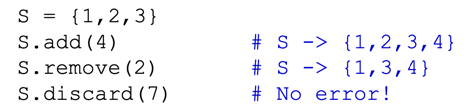 S = {1,2,3}
S.add(4) # S -> {1,2,3,4}
S.remove(2) # S -> {1,3,4}
S.discard(7) # No error!